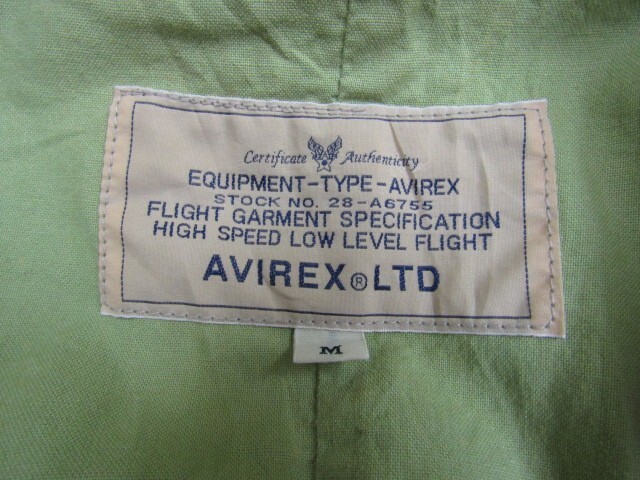 Certificate Authenticity
EQUIPMENT-TYPE-AVIREX
STOCK NO. 28-A6755
FLIGHT GARMENT SPECIFICATION
HIGH SPEED LOW LEVEL FLIGHT
AVIREX® LTD
M